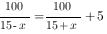 100/(15-x) = 100/(15+x) + 5